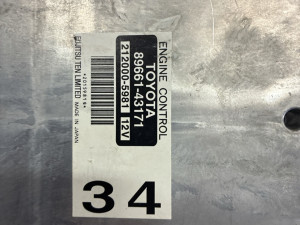 ENGINE CONTROL
TOYOTA
89661-43171
212000-5981 12V
FUJITSU TEN LIMITED MADE IN JAPAN
34